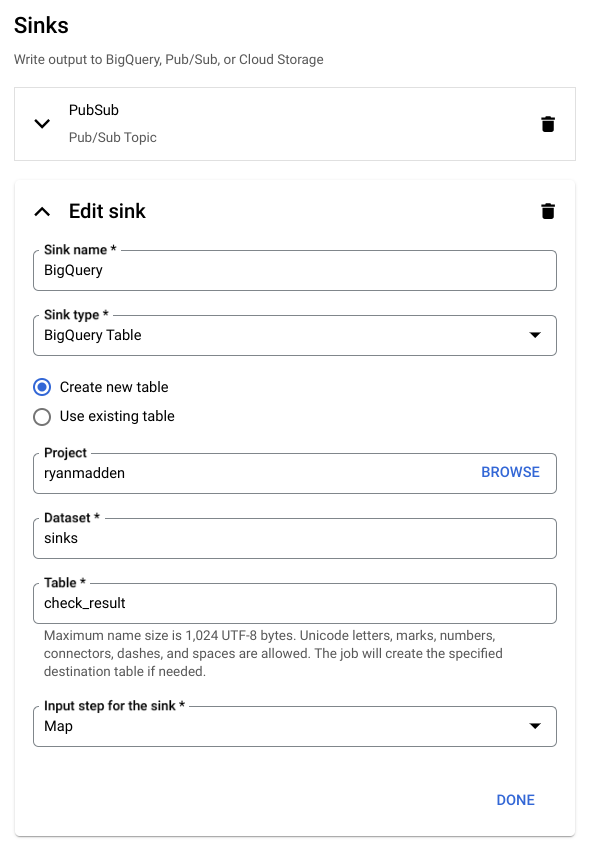 Sinks
Write output to BigQuery, Pub/Sub, or Cloud Storage
PubSub
Pub/Sub Topic
Edit sink
Sink name *
BigQuery
Sink type *
BigQuery Table
Create new table
Use existing table
Project
ryanmadden
BROWSE
Dataset *
sinks
Table *
check_result
Maximum name size is 1,024 UTF-8 bytes. Unicode letters, marks, numbers,
connectors, dashes, and spaces are allowed. The job will create the specified
destination table if needed.
Input step for the sink *
Map
DONE